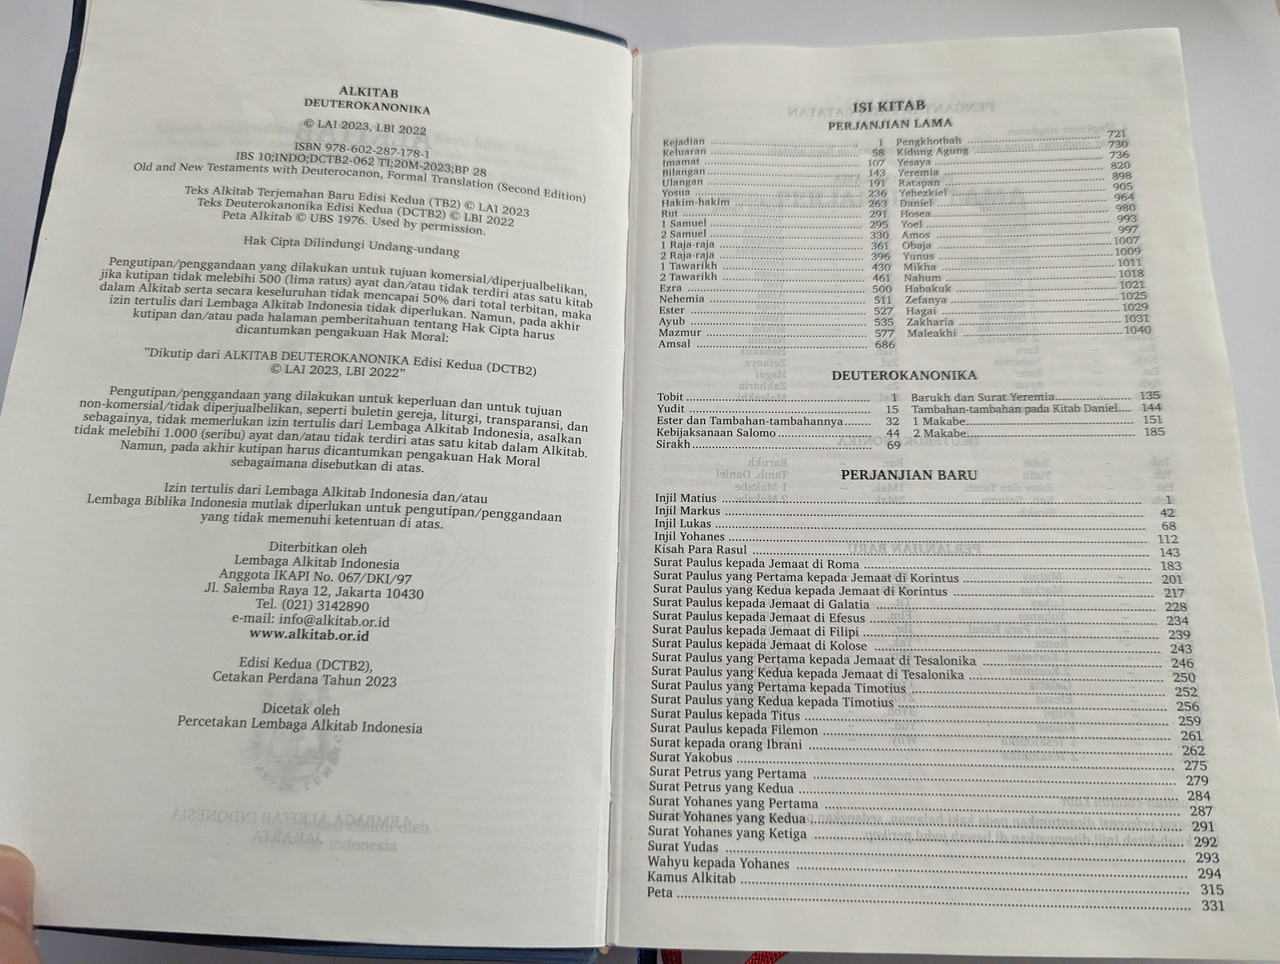 ALKITAB
DEUTEROKANONIKA
© LAI 2023, LBI 2022
ISBN 978-602-287-178-1
IBS 10;INDO;DCTB2-062 TI;20M-2023;BP 28
Old and New Testaments with Deuterocanon, Formal Translation (Second Edition)
Teks Alkitab Terjemahan Baru Edisi Kedua (TB2) © LAI 2023
Teks Deuterokanonika Edisi Kedua (DCTB2) © LBI 2022
Peta Alkitab © UBS 1976. Used by permission.
Hak Cipta Dilindungi Undang-undang
Pengutipan/penggandaan yang dilakukan untuk tujuan komersial/diperjualbelikan,
jika kutipan tidak melebihi 500 (lima ratus) ayat dan/atau tidak terdiri atas satu kitab
dalam Alkitab serta secara keseluruhan tidak mencapai 50% dari total terbitan, maka
izin tertulis dari Lembaga Alkitab Indonesia tidak diperlukan. Namun, pada akhir
kutipan dan/atau pada halaman pemberitahuan tentang Hak Cipta harus
dicantumkan pengakuan Hak Moral:
"Dikutip dari ALKITAB DEUTEROKANONIKA Edisi Kedua (DCTB2)
© LAI 2023, LBI 2022"
Pengutipan/penggandaan yang dilakukan untuk keperluan dan untuk tujuan
non-komersial/tidak diperjualbelikan, seperti buletin gereja, liturgi, transparansi, dan
sebagainya, tidak memerlukan izin tertulis dari Lembaga Alkitab Indonesia, asalkan
tidak melebihi 1.000 (seribu) ayat dan/atau tidak terdiri atas satu kitab dalam Alkitab.
Namun, pada akhir kutipan harus dicantumkan pengakuan Hak Moral
sebagaimana disebutkan di atas.
Izin tertulis dari Lembaga Alkitab Indonesia dan/atau
Lembaga Biblika Indonesia mutlak diperlukan untuk pengutipan/penggandaan
yang tidak memenuhi ketentuan di atas.
Diterbitkan oleh
Lembaga Alkitab Indonesia
Anggota IKAPI No. 067/DKI/97
Jl. Salemba Raya 12, Jakarta 10430
Tel. (021) 3142890
e-mail: info@alkitab.or.id
www.alkitab.or.id
Edisi Kedua (DCTB2),
Cetakan Perdana Tahun 2023
Dicetak oleh
Percetakan Lembaga Alkitab Indonesia
ISI KITAB
PERJANJIAN LAMA
Kejadian 1
Keluaran 58
Imamat 107
Bilangan 143
Ulangan 191
Yosua 236
Hakim-hakim 263
Rut 291
1 Samuel 295
2 Samuel 330
1 Raja-raja 361
2 Raja-raja 396
1 Tawarikh 430
2 Tawarikh 461
Ezra 500
Nehemia 511
Ester 527
Ayub 535
Mazmur 577
Amsal 686
Pengkhotbah 721
Kidung Agung 730
Yesaya 736
Yeremia 820
Ratapan 898
Yehezkiel 905
Daniel 964
Hosea 980
Yoel 993
Amos 997
Obaja 1007
Yunus 1009
Mikha 1011
Nahum 1018
Habakuk 1021
Zefanya 1025
Hagai 1029
Zakharia 1031
Maleakhi 1040
DEUTEROKANONIKA
Tobit 1
Yudit 15
Ester dan Tambahan-tambahannya 32
Kebijaksanaan Salomo 44
Sirakh 69
Barukh dan Surat Yeremia 135
Tambahan-tambahan pada Kitab Daniel 144
1 Makabe 151
2 Makabe 185
PERJANJIAN BARU
Injil Matius 1
Injil Markus 42
Injil Lukas 68
Injil Yohanes 112
Kisah Para Rasul 143
Surat Paulus kepada Jemaat di Roma 183
Surat Paulus yang Pertama kepada Jemaat di Korintus 201
Surat Paulus yang Kedua kepada Jemaat di Korintus 217
Surat Paulus kepada Jemaat di Galatia 228
Surat Paulus kepada Jemaat di Efesus 234
Surat Paulus kepada Jemaat di Filipi 239
Surat Paulus kepada Jemaat di Kolose 243
Surat Paulus yang Pertama kepada Jemaat di Tesalonika 246
Surat Paulus yang Kedua kepada Jemaat di Tesalonika 250
Surat Paulus yang Pertama kepada Timotius 252
Surat Paulus yang Kedua kepada Timotius 256
Surat Paulus kepada Titus 259
Surat Paulus kepada Filemon 261
Surat kepada orang Ibrani 262
Surat Yakobus 275
Surat Petrus yang Pertama 279
Surat Petrus yang Kedua 284
Surat Yohanes yang Pertama 287
Surat Yohanes yang Kedua 291
Surat Yohanes yang Ketiga 292
Surat Yudas 293
Wahyu kepada Yohanes 294
Kamus Alkitab 315
Peta 331